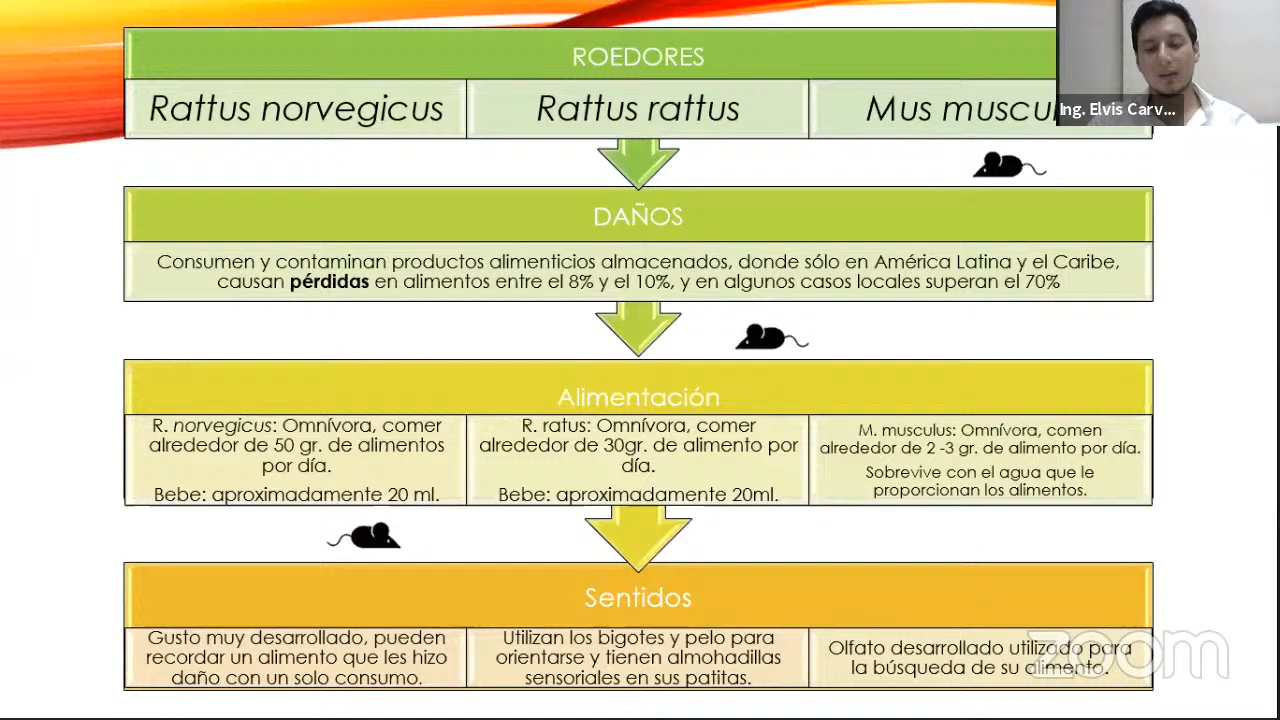 ROEDORES
Rattus norvegicus
Rattus rattus
Mus muscu
Ing. Elvis Carv...
DAÑOS
Consumen y contaminan productos alimenticios almacenados, donde sólo en América Latina y el Caribe,
causan pérdidas en alimentos entre el 8% y el 10%, y en algunos casos locales superan el 70%
Alimentación
R. norvegicus: Omnívora, comer
alrededor de 50 gr. de alimentos
por día.
Bebe: aproximadamente 20 ml.
R. ratus: Omnívora, comer
alrededor de 30gr. de alimento por
día.
Bebe: aproximadamente 20ml.
M. musculus: Omnívora, comen
alrededor de 2 -3 gr. de alimento por día.
Sobrevive con el agua que le
proporcionan los alimentos.
Sentidos
Gusto muy desarrollado, pueden
recordar un alimento que les hizo
daño con un solo consumo.
Utilizan los bigotes y pelo para
orientarse y tienen almohadillas
sensoriales en sus patitas.
Olfato desarrollado utilizado para
la búsqueda de su alimento.
zoom